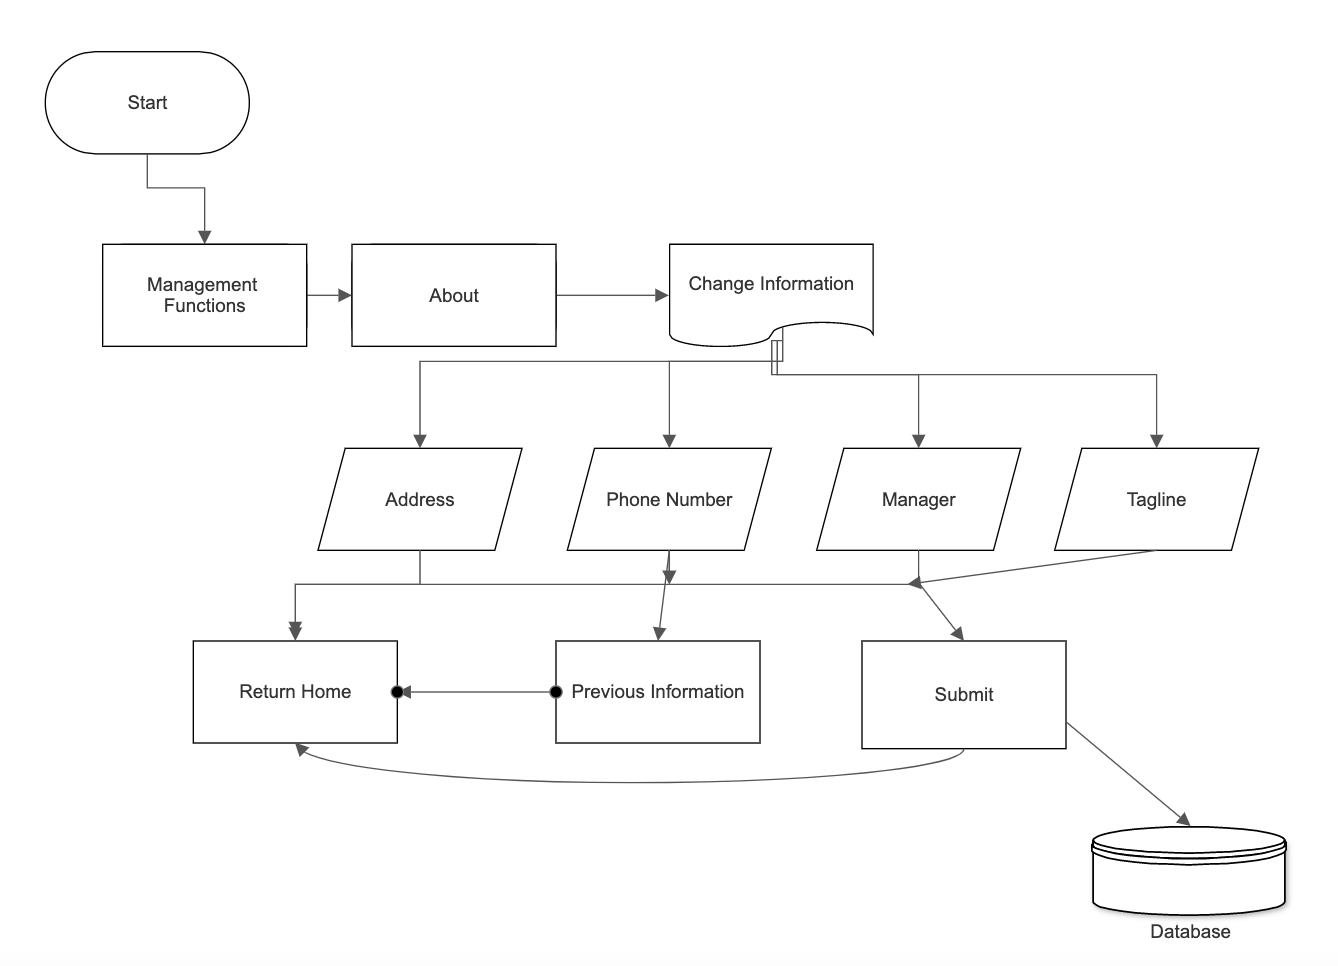 Start
Management
Functions
About
Change Information
Address
Phone Number
Manager
Tagline
Return Home
Previous Information
Submit
Database